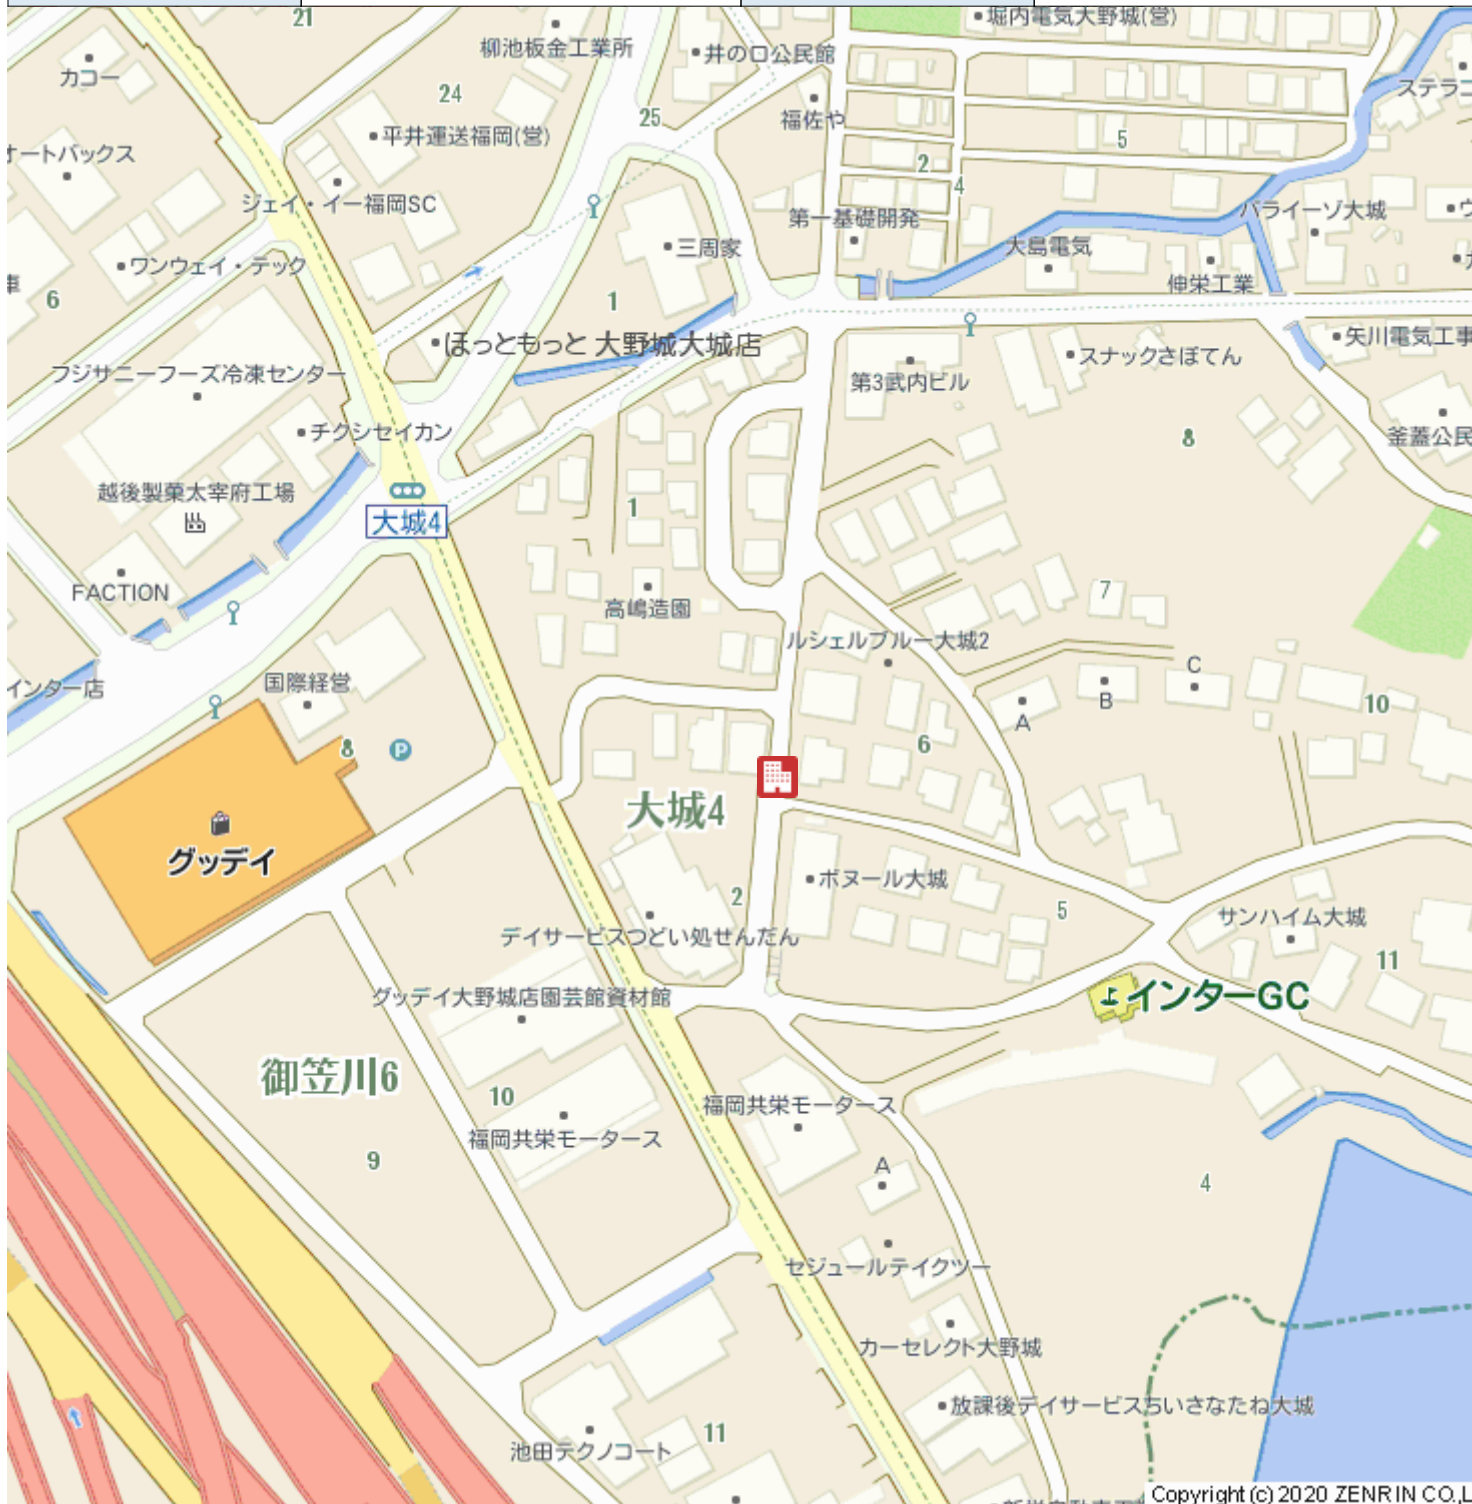 21
堀内電気大野城(営)
柳池板金工業所
井の口公民館
カコー
24
25
福佐や
ステラコ
平井運送福岡(営)
5
オートバックス
2
4
ジェイ・イー福岡SC
第一基礎開発
パライーゾ大城
三周家
大島電気
ワンウェイ・テック
伸栄工業
車
6
1
ほっともっと 大野城大城店
スナックさぼてん
矢川電気工事
フジサニーフーズ冷凍センター
第3武内ビル
チクシセイカン
8
釜蓋公民
越後製菓太宰府工場
大城4
1
FACTION
高嶋造園
7
ルシェルブルー大城2
インター店
国際経営
C
B
A
10
8
P
6
大城4
グッデイ
ボヌール大城
2
5
サンハイム大城
デイサービスつどい処せんだん
11
グッデイ大野城店園芸館資材館
インターGC
御笠川6
10
福岡共栄モータース
福岡共栄モータース
9
A
4
セジュールテイクツー
カーセレクト大野城
放課後デイサービスちいさなたね大城
11
池田テクノコート
Copyright (c) 2020 ZENRIN CO.,L